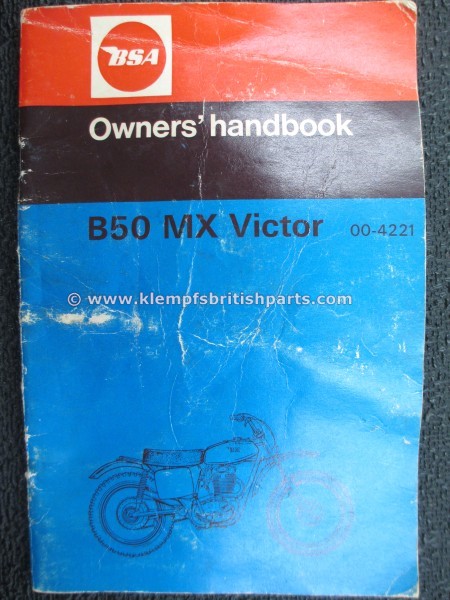 BSA
Owners' handbook
B50 MX Victor 00-4221
© www.klempfsbritishparts.com